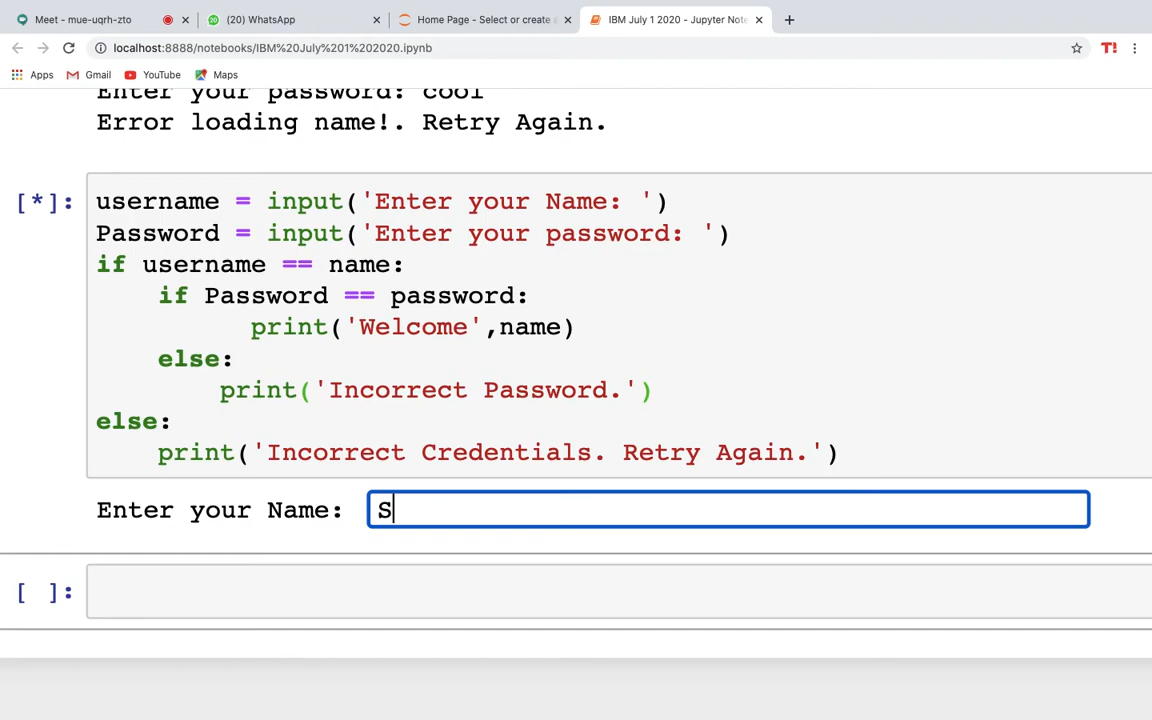 Meet - mue-uqrh-zto
(20) WhatsApp
Home Page - Select or create a
IBM July 1 2020 - Jupyter Note
localhost:8888/notebooks/IBM%20July%201%202020.ipynb
T!
Apps Gmail YouTube Maps
Enter your password: cool
Error loading name!. Retry Again.
[*]: username = input('Enter your Name: ')
Password = input('Enter your password: ')
if username == name:
if Password == password:
print('Welcome',name)
else:
print('Incorrect Password.')
else:
print('Incorrect Credentials. Retry Again.')
Enter your Name: S
[ ]: